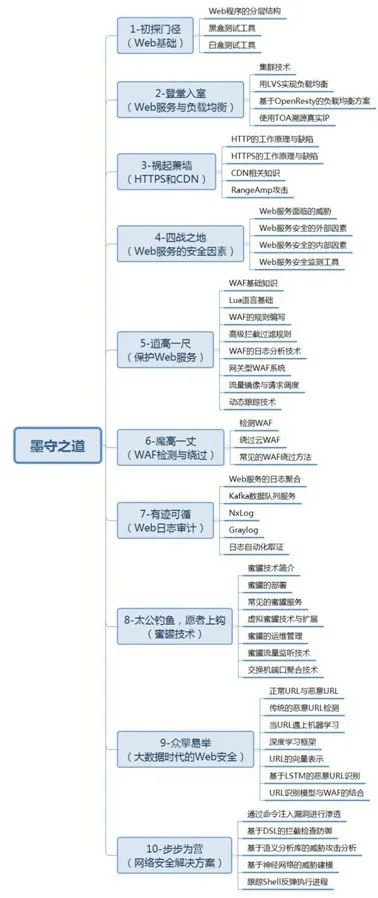 墨守之道
1-初探门径
（Web基础）
Web程序的分层结构
黑盒测试工具
白盒测试工具
2-登堂入室
（Web服务与负载均衡）
集群技术
用LVS实现负载均衡
基于OpenResty的负载均衡方案
使用TOA溯源真实IP
3-祸起萧墙
（HTTPS和CDN）
HTTP的工作原理与缺陷
HTTPS的工作原理与缺陷
CDN相关知识
RangeAmp攻击
4-四战之地
（Web服务的安全因素）
Web服务面临的威胁
Web服务安全的外部因素
Web服务安全的内部因素
Web服务安全监测工具
5-道高一尺
（保护Web服务）
WAF基础知识
Lua语言基础
WAF的规则编写
高级拦截过滤规则
WAF的日志分析技术
网关型WAF系统
流量镜像与请求调度
动态跟踪技术
6-魔高一丈
（WAF检测与绕过）
检测WAF
绕过云WAF
常见的WAF绕过方法
7-有迹可循
（Web日志审计）
Web服务的日志聚合
Kafka数据队列服务
NxLog
Graylog
日志自动化取证
8-太公钓鱼，愿者上钩
（蜜罐技术）
蜜罐技术简介
蜜罐的部署
常见的蜜罐服务
虚拟蜜罐技术与扩展
蜜罐的运维管理
蜜罐流量监听技术
交换机端口聚合技术
9-众擎易举
（大数据时代的Web安全）
正常URL与恶意URL
传统的恶意URL检测
当URL遇上机器学习
深度学习框架
URL的向量表示
基于LSTM的恶意URL识别
URL识别模型与WAF的结合
10-步步为营
（网络安全解决方案）
通过命令注入漏洞进行渗透
基于DSL的拦截检查防御
基于语义分析库的威胁攻击分析
基于神经网络的威胁建模
跟踪Shell反弹执行进程